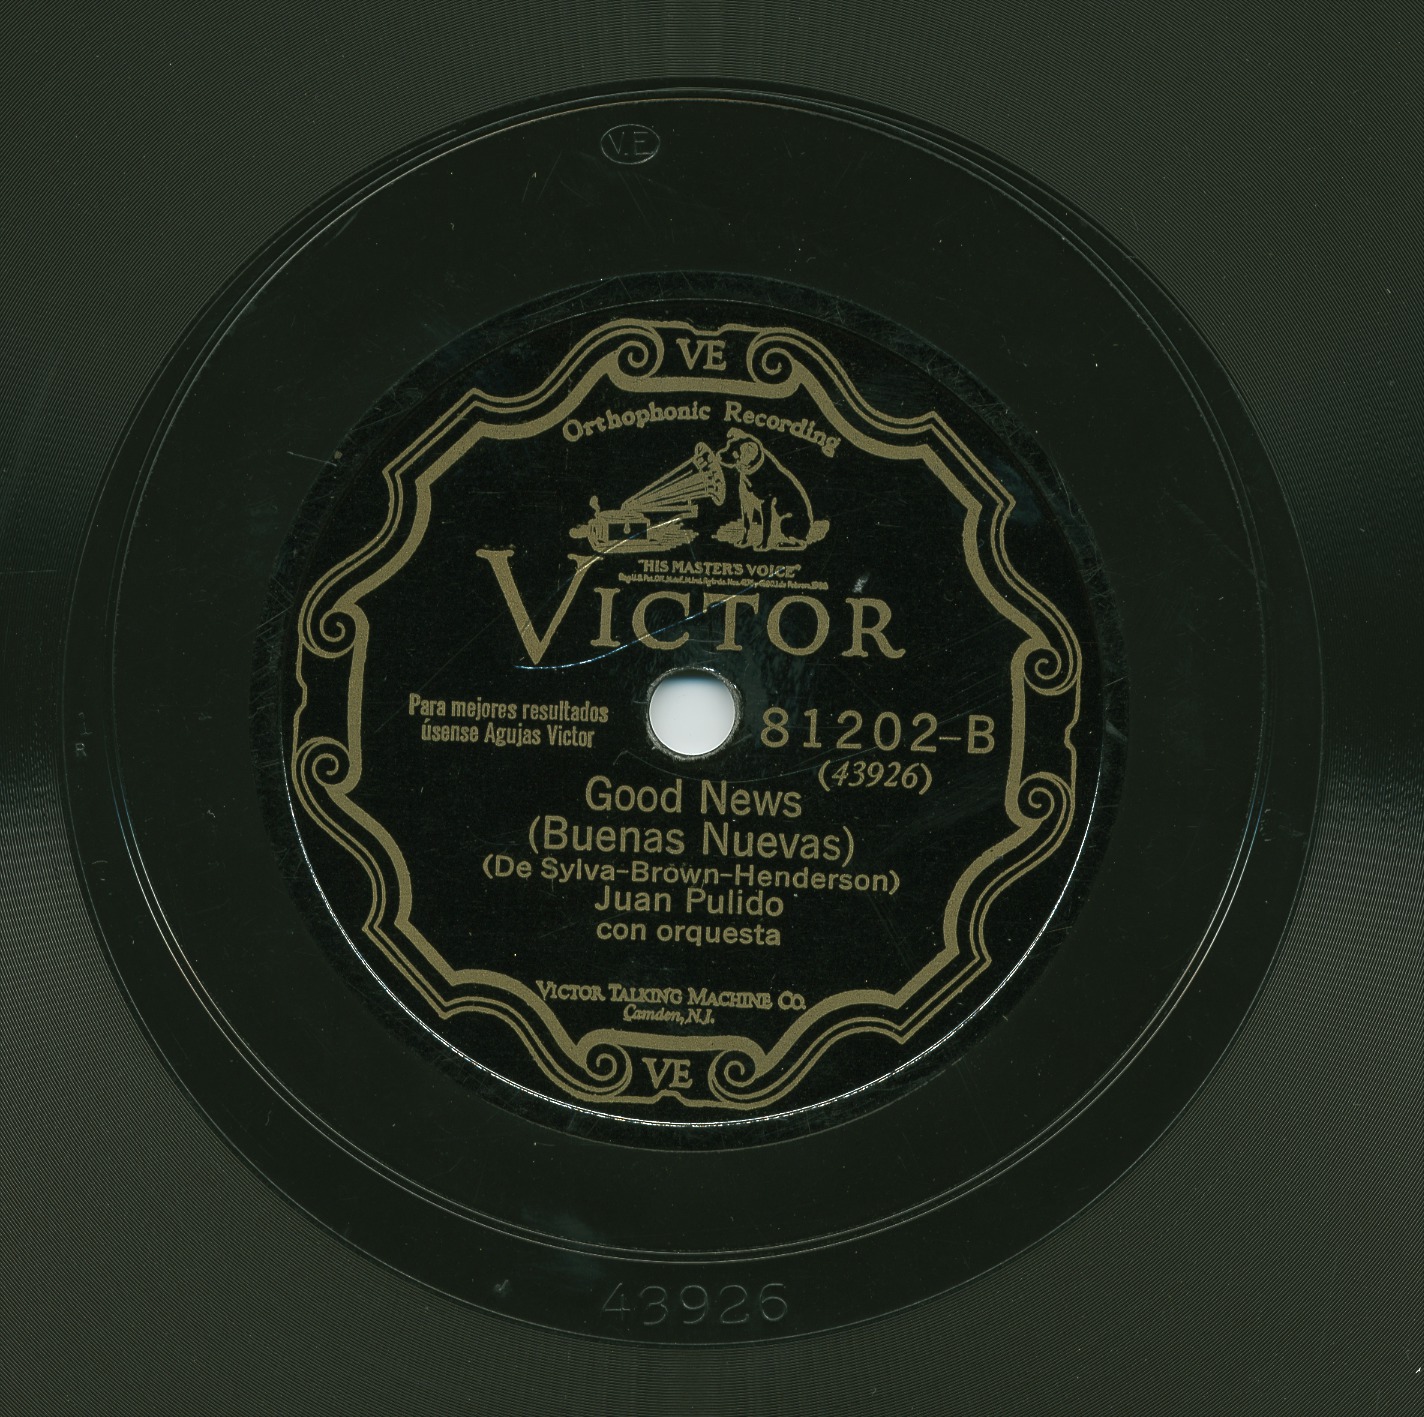 V.E
VE
Orthophonic Recording
"HIS MASTER'S VOICE"
VICTOR
Para mejores resultados
úsense Agujas Victor
81202-B
(43926)
Good News
(Buenas Nuevas)
(De Sylva-Brown-Henderson)
Juan Pulido
con orquesta
VICTOR TALKING MACHINE CO.
Camden, N.J.
VE
43926